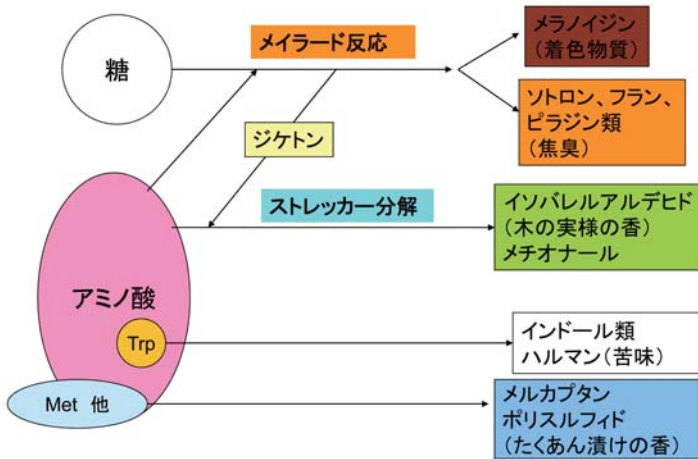 糖
メイラード反応
メラノイジン
(着色物質)
ソトロン、フラン、
ピラジン類
(焦臭)
ジケトン
ストレッカー分解
イソバレルアルデヒド
(木の実様の香)
メチオナール
アミノ酸
Trp
インドール類
ハルマン(苦味)
Met 他
メルカプタン
ポリスルフィド
(たくあん漬けの香)